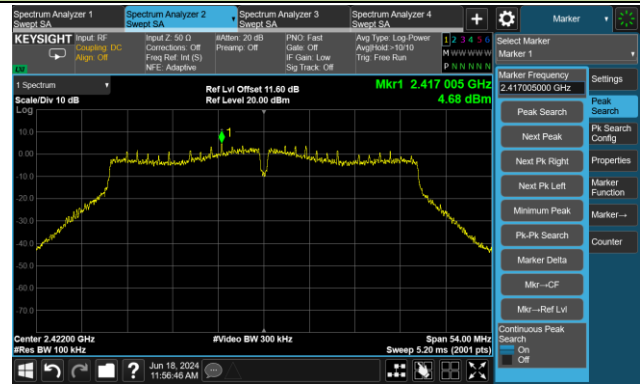 Spectrum Analyzer 1
Swept SA
Spectrum Analyzer 2
Swept SA
Spectrum Analyzer 3
Swept SA
Spectrum Analyzer 4
Swept SA
+
Marker
KEYSIGHT
Input: RF
Coupling: DC
Align: Off
Input Z: 50 Ω
Corrections: Off
Freq Ref: Int (S)
NFE: Adaptive
#Atten: 20 dB
Preamp: Off
PNO: Fast
Gate: Off
IF Gain: Low
Sig Track: Off
Avg Type: Log-Power
Avg|Hold:>10/10
Trig: Free Run
1 2 3 4 5 6
M W W W W W
P N N N N N
Select Marker
Marker 1
1 Spectrum
Scale/Div 10 dB
Log
Ref Lvl Offset 11.60 dB
Ref Level 20.00 dBm
Mkr1 2.417 005 GHz
4.68 dBm
10.0
0.00
-10.0
-20.0
-30.0
-40.0
-50.0
-60.0
-70.0
1
Center 2.42200 GHz
#Res BW 100 kHz
#Video BW 300 kHz
Span 54.00 MHz
Sweep 5.20 ms (2001 pts)
Marker Frequency
2.417005000 GHz
Peak Search
Next Peak
Next Pk Right
Next Pk Left
Minimum Peak
Pk-Pk Search
Marker Delta
Mkr→CF
Mkr→Ref Lvl
Continuous Peak
Search
On
Off
Settings
Peak
Search
Pk Search
Config
Properties
Marker
Function
Marker→
Counter
?
Jun 18, 2024
11:56:46 AM